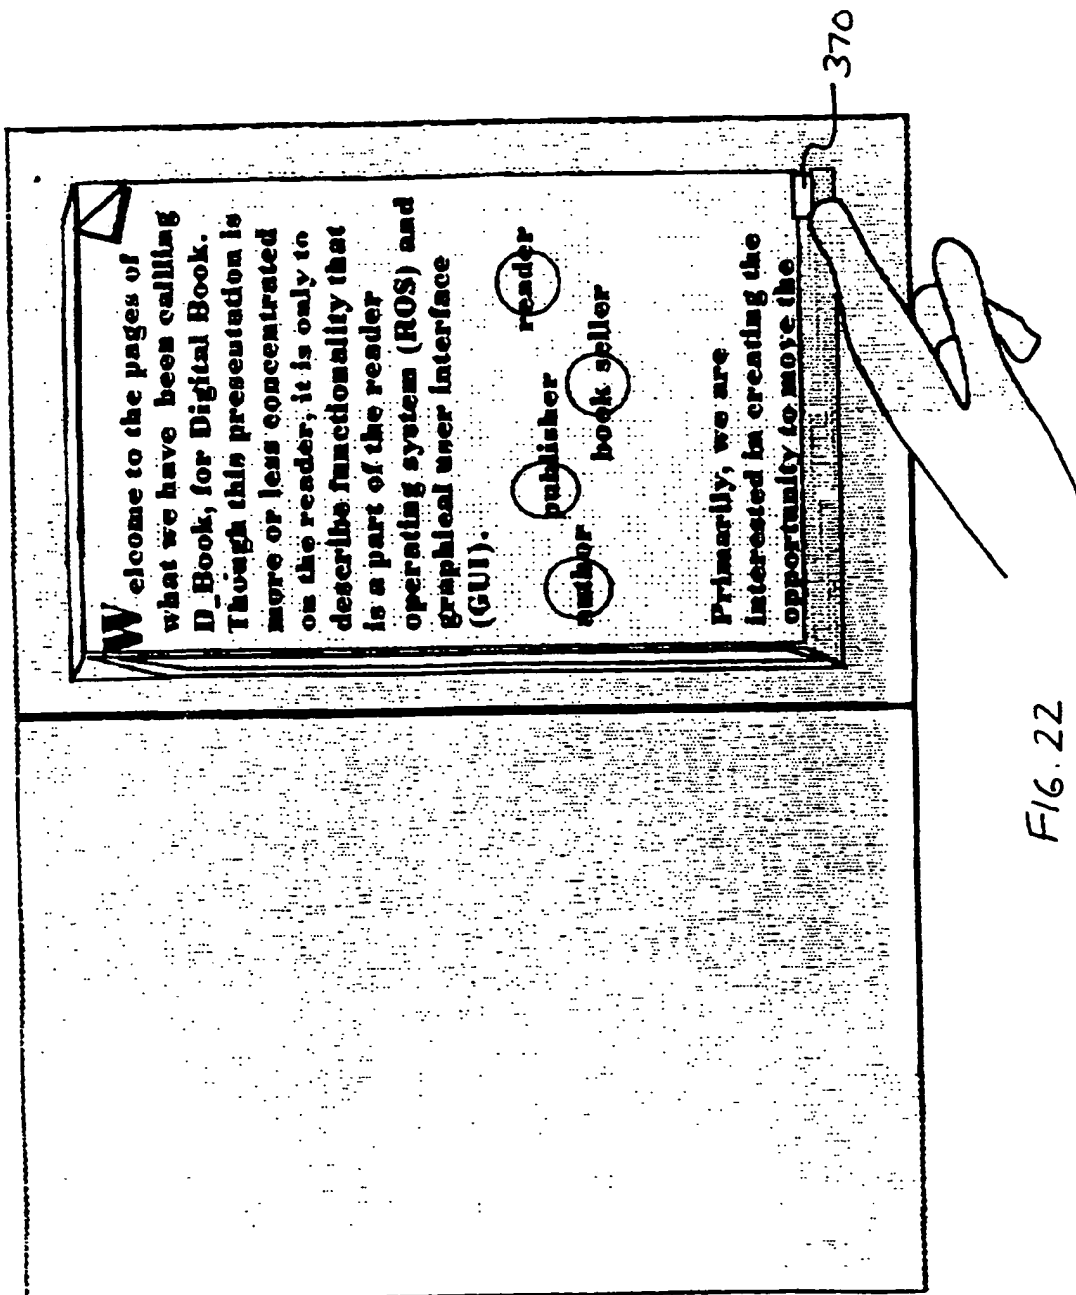 Welcome to the pages of
what we have been callling
D_Book, for Digital Book.
Though this presentation is
more or less concentrated
on the reader, it is only to
describe functionality that
is a part of the reader
operating system (ROS) and
graphical user interface
(GUI).
author
publisher
book seller
reader
Primarily, we are
interested in creating the
opportunity to move the
370
FIG. 22